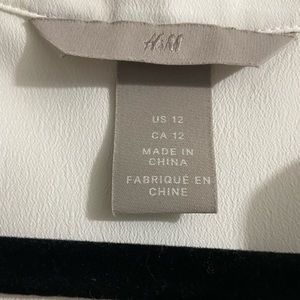 H&M
US 12
CA 12
MADE IN
CHINA
FABRIQUÉ EN
CHINE